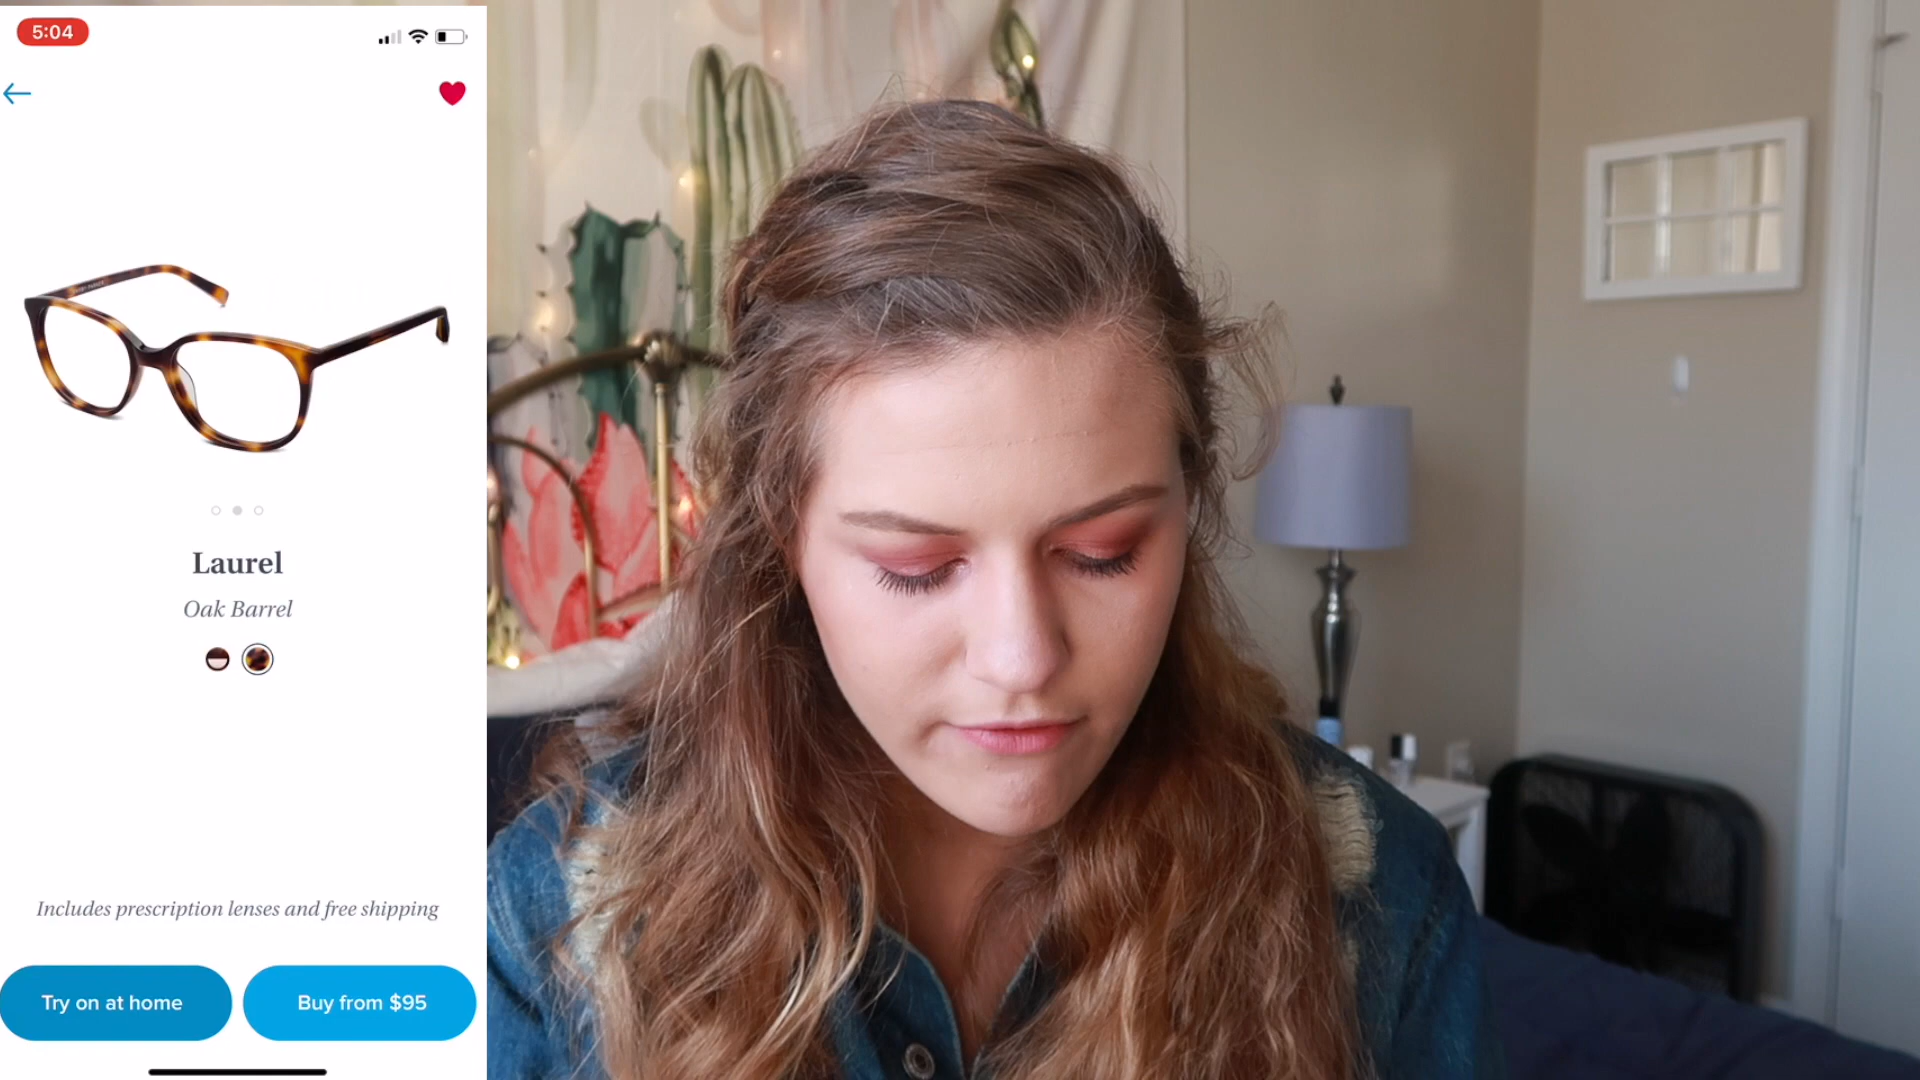 5:04
Laurel
Oak Barrel
Includes prescription lenses and free shipping
Try on at home
Buy from $95